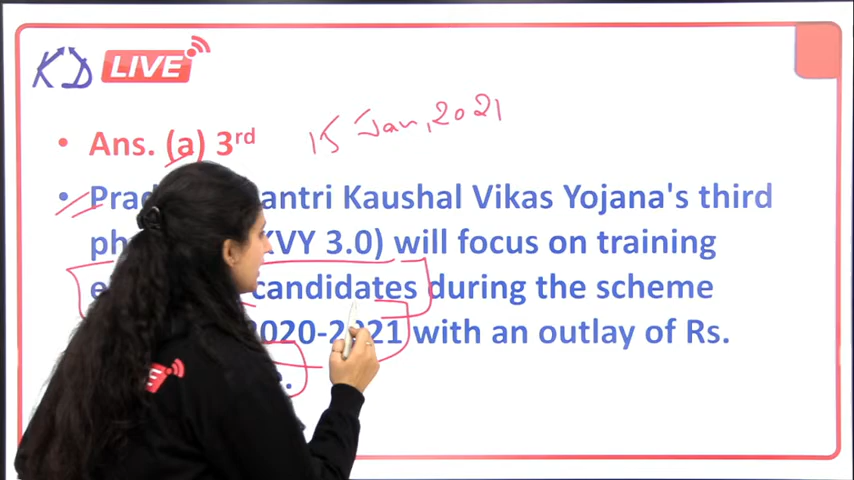 KD LIVE
15 Jan, 2021
Ans. (a) 3rd
Prad antri Kaushal Vikas Yojana's third
ph KVY 3.0) will focus on training
e candidates during the scheme
2020-2021 with an outlay of Rs.